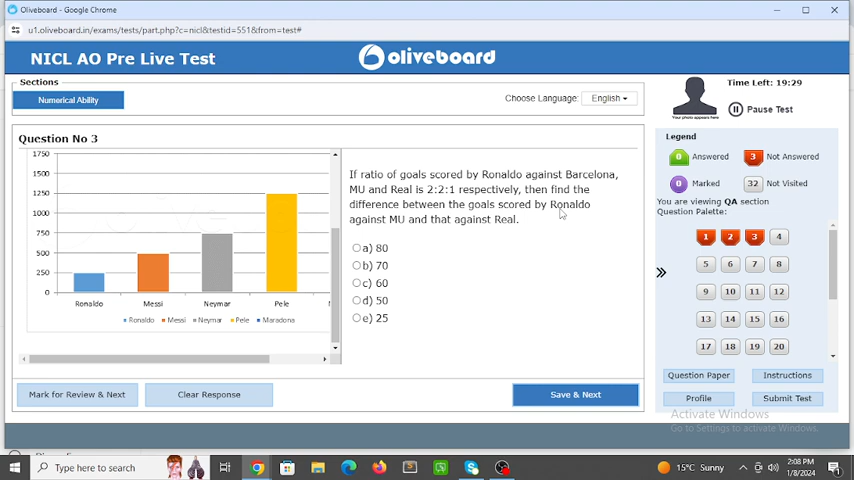 Oliveboard - Google Chrome
u1.oliveboard.in/exams/tests/part.php?c=nicl&testid=551&from=test#
NICL AO Pre Live Test
oliveboard
Sections
Numerical Ability
Choose Language: English
Your photo appears here
Time Left: 19:29
Pause Test
Question No 3
1750
1500
1250
1000
750
500
250
0
Ronaldo Messi Neymar Pele
Ronaldo Messi Neymar Pele Maradona
If ratio of goals scored by Ronaldo against Barcelona,
MU and Real is 2:2:1 respectively, then find the
difference between the goals scored by Ronaldo
against MU and that against Real.
a) 80
b) 70
c) 60
d) 50
e) 25
Mark for Review & Next
Clear Response
Save & Next
Legend
0 Answered 3 Not Answered
0 Marked 32 Not Visited
You are viewing QA section
Question Palette:
1 2 3 4
5 6 7 8
9 10 11 12
13 14 15 16
17 18 19 20
Question Paper Instructions
Profile Submit Test
Activate Windows
Go to Settings to activate Windows.
Type here to search
15°C Sunny
2:08 PM
1/8/2024